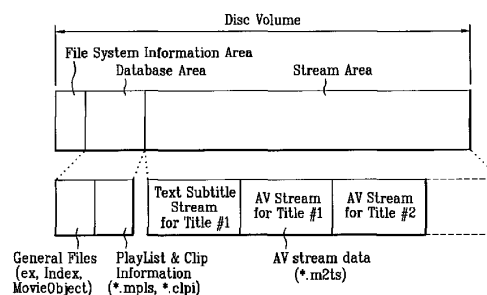 Disc Volume
File System Information Area
Database Area
Stream Area
Text Subtitle
Stream
for Title #1
AV Stream
for Title #1
AV Stream
for Title #2
General Files
(ex, Index,
MovieObject)
PlayList & Clip
Information
(*.mpls, *.clpi)
AV stream data
(*.m2ts)